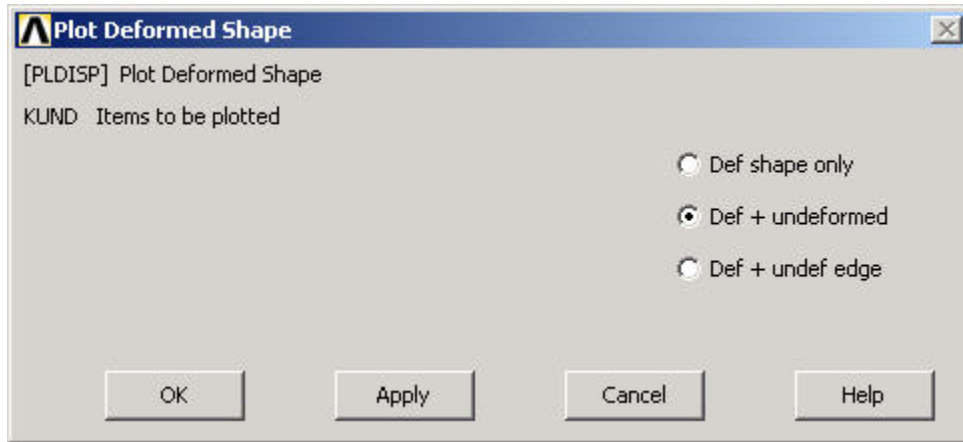 Plot Deformed Shape
[PLDISP] Plot Deformed Shape
KUND Items to be plotted
Def shape only
Def + undeformed
Def + undef edge
OK Apply Cancel Help